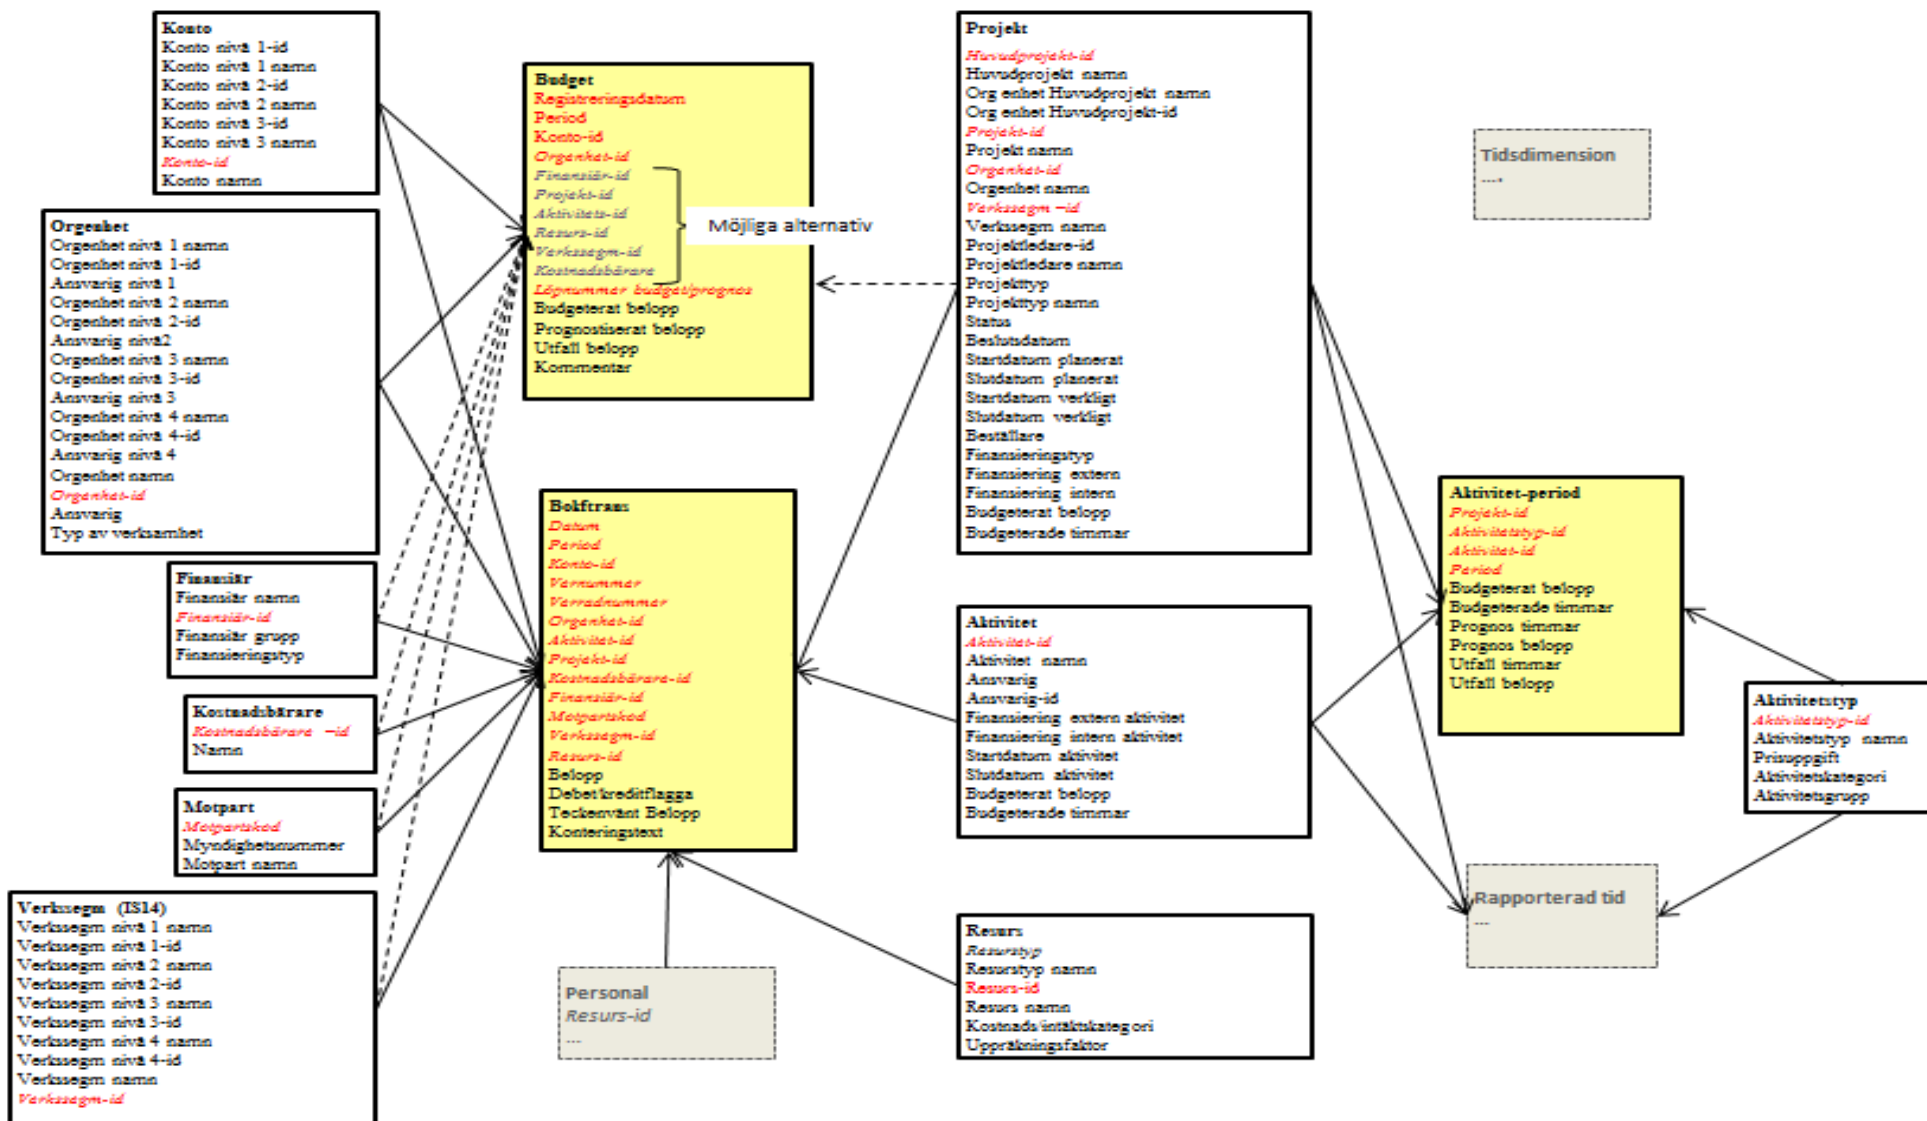 Konto
Konto nivå 1-id
Konto nivå 1 namn
Konto nivå 2-id
Konto nivå 2 namn
Konto nivå 3-id
Konto nivå 3 namn
Konto-id
Konto namn
Orgenhet
Orgenhet nivå 1 namn
Orgenhet nivå 1-id
Ansvarig nivå 1
Orgenhet nivå 2 namn
Orgenhet nivå 2-id
Ansvarig nivå2
Orgenhet nivå 3 namn
Orgenhet nivå 3-id
Ansvarig nivå 3
Orgenhet nivå 4 namn
Orgenhet nivå 4-id
Ansvarig nivå 4
Orgenhet namn
Orgenhet-id
Ansvarig
Typ av verksamhet
Finansiär
Finansiär namn
Finansiär-id
Finansiär grupp
Finansieringstyp
Kostnadsbärare
Kostnadsbärare –id
Namn
Motpart
Motpartskod
Myndighetsnummer
Motpart namn
Verkssegm (IS14)
Verkssegm nivå 1 namn
Verkssegm nivå 1-id
Verkssegm nivå 2 namn
Verkssegm nivå 2-id
Verkssegm nivå 3 namn
Verkssegm nivå 3-id
Verkssegm nivå 4 namn
Verkssegm nivå 4-id
Verkssegm namn
Verkssegm-id
Budget
Registreringsdatum
Period
Konto-id
Orgenhet-id
Finansiär-id
Projekt-id
Aktivitets-id
Resurs-id
Verkssegm-id
Kostnadsbärare
Möjliga alternativ
Löpnummer budget/prognos
Budgeterat belopp
Prognostiserat belopp
Utfall belopp
Kommentar
Bokftrans
Datum
Period
Konto-id
Vernummer
Verradnummer
Orgenhet-id
Aktivitet-id
Projekt-id
Kostnadsbärare-id
Finansiär-id
Motpartskod
Verkssegm-id
Resurs-id
Belopp
Debet/kreditflagga
Teckenvänt Belopp
Konteringstext
Personal
Resurs-id
...
Projekt
Huvudprojekt-id
Huvudprojekt namn
Org enhet Huvudprojekt namn
Org enhet Huvudprojekt-id
Projekt-id
Projekt namn
Orgenhet-id
Orgenhet namn
Verkssegm –id
Verkssegm namn
Projektledare-id
Projektledare namn
Projekttyp
Projekttyp namn
Status
Beslutsdatum
Startdatum planerat
Slutdatum planerat
Startdatum verkligt
Slutdatum verkligt
Beställare
Finansieringstyp
Finansiering extern
Finansiering intern
Budgeterat belopp
Budgeterade timmar
Aktivitet
Aktivitet-id
Aktivitet namn
Ansvarig
Ansvarig-id
Finansiering extern aktivitet
Finansiering intern aktivitet
Startdatum aktivitet
Slutdatum aktivitet
Budgeterat belopp
Budgeterade timmar
Resurs
Resurstyp
Resurstyp namn
Resurs-id
Resurs namn
Kostnads/intäktskategori
Uppräkningsfaktor
Tidsdimension
....
Aktivitet-period
Projekt-id
Aktivitetstyp-id
Aktivitet-id
Period
Budgeterat belopp
Budgeterade timmar
Prognos timmar
Prognos belopp
Utfall timmar
Utfall belopp
Aktivitetstyp
Aktivitetstyp-id
Aktivitetstyp namn
Prisuppgift
Aktivitetskategori
Aktivitetsgrupp
Rapporterad tid
...